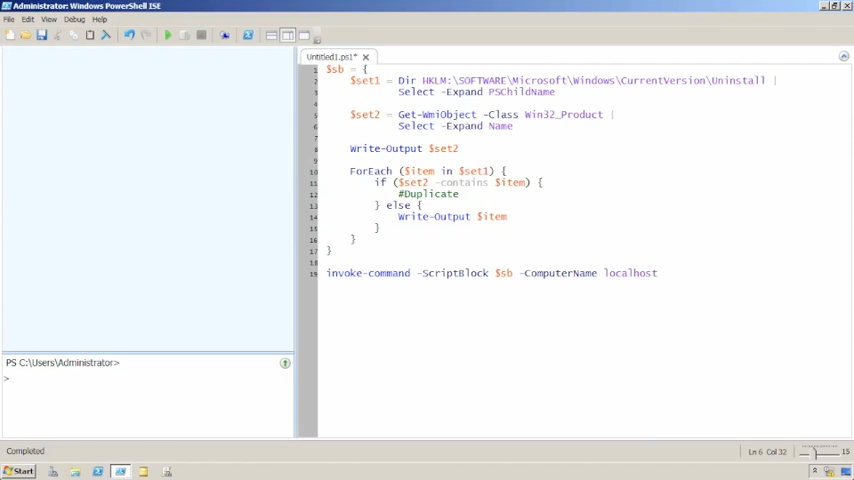 Administrator: Windows PowerShell ISE
File Edit View Debug Help
Untitled1.ps1* X
1 $sb = {
2 $set1 = Dir HKLM:\SOFTWARE\Microsoft\Windows\CurrentVersion\Uninstall |
3 Select -Expand PSChildName
4
5 $set2 = Get-WmiObject -Class Win32_Product |
6 Select -Expand Name
7
8 Write-Output $set2
9
10 ForEach ($item in $set1) {
11 if ($set2 -contains $item) {
12 #Duplicate
13 } else {
14 Write-Output $item
15 }
16 }
17 }
18
19 invoke-command -ScriptBlock $sb -ComputerName localhost
PS C:\Users\Administrator>
>
Completed
Ln 6 Col 32
15
Start